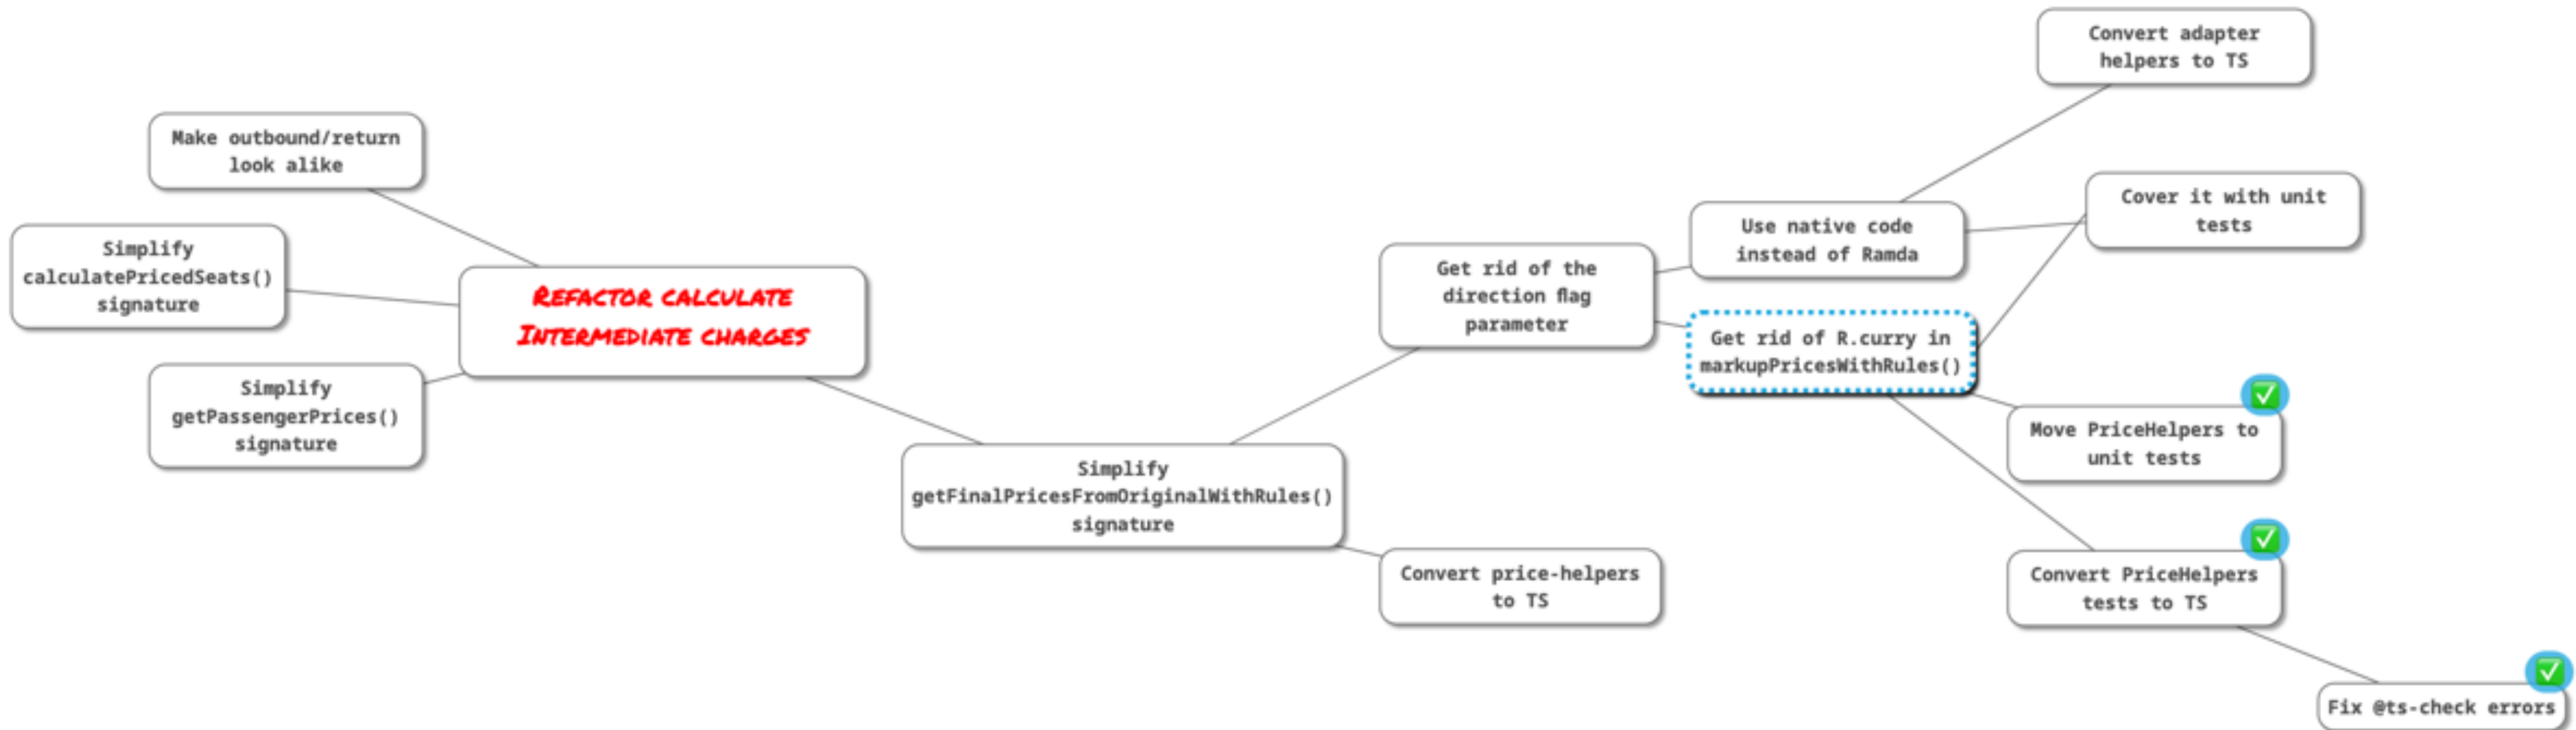 Convert adapter
helpers to TS
Make outbound/return
look alike
Cover it with unit
tests
Use native code
instead of Ramda
Simplify
calculatePricedSeats()
signature
REFACTOR CALCULATE
INTERMEDIATE CHARGES
Get rid of the
direction flag
parameter
Get rid of R.curry in
markupPricesWithRules()
Simplify
getPassengerPrices()
signature
Move PriceHelpers to
unit tests
Simplify
getFinalPricesFromOriginalWithRules()
signature
Convert price-helpers
to TS
Convert PriceHelpers
tests to TS
Fix @ts-check errors